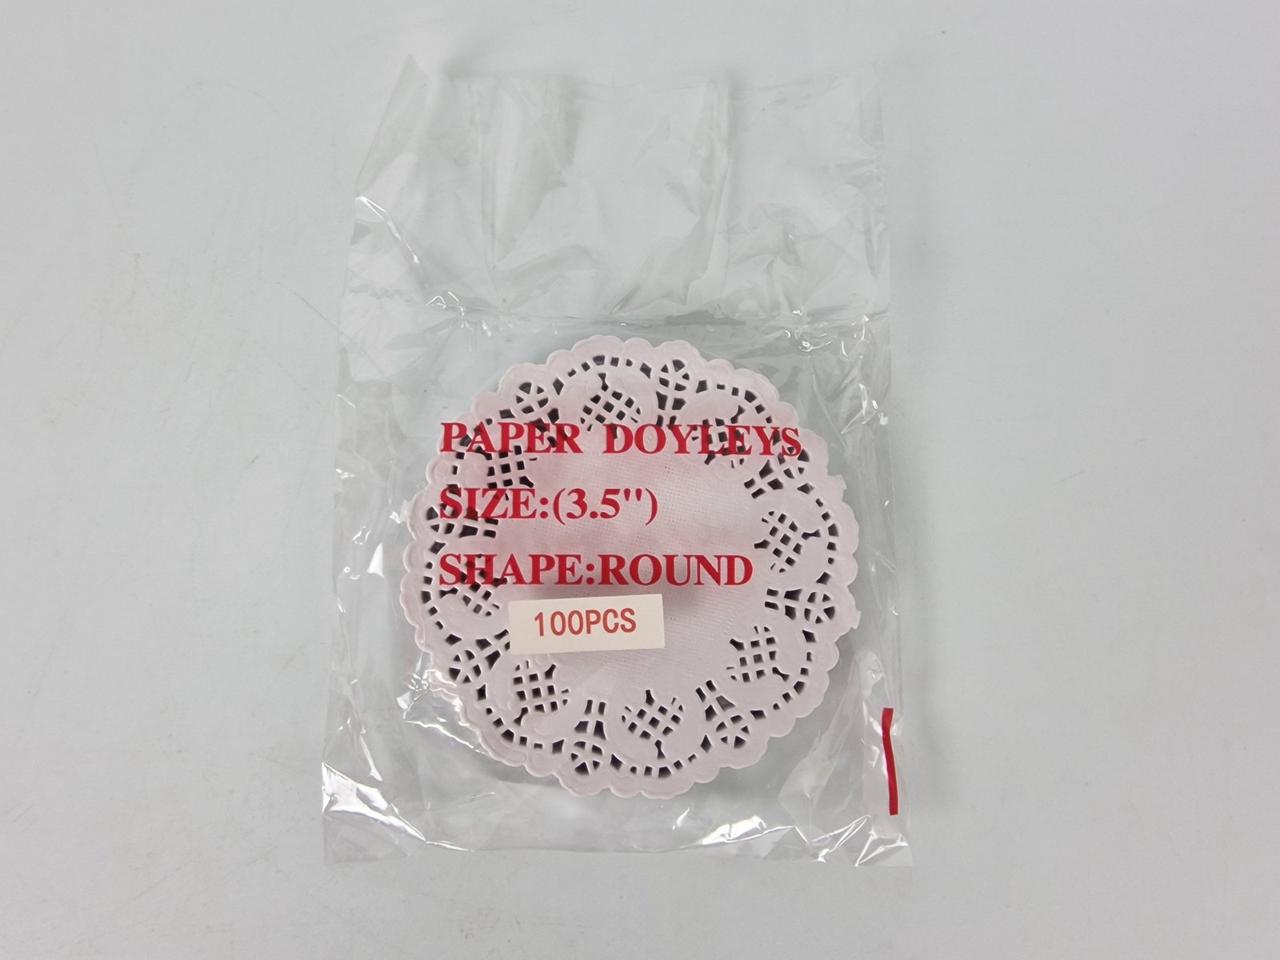 PAPER DOYLEYS
SIZE:(3.5")
SHAPE:ROUND
100PCS